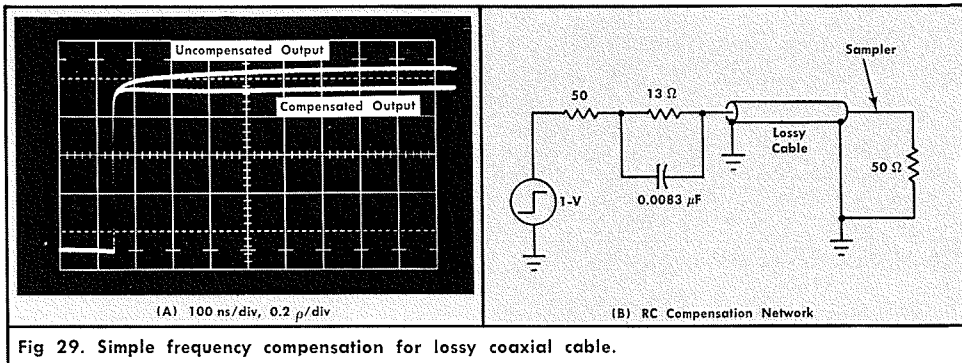 Uncompensated Output
Compensated Output
(A) 100 ns/div, 0.2 ρ/div
Sampler
50
13 Ω
Lossy
Cable
50 Ω
1-V
0.0083 μF
(B) RC Compensation Network
Fig 29. Simple frequency compensation for lossy coaxial cable.